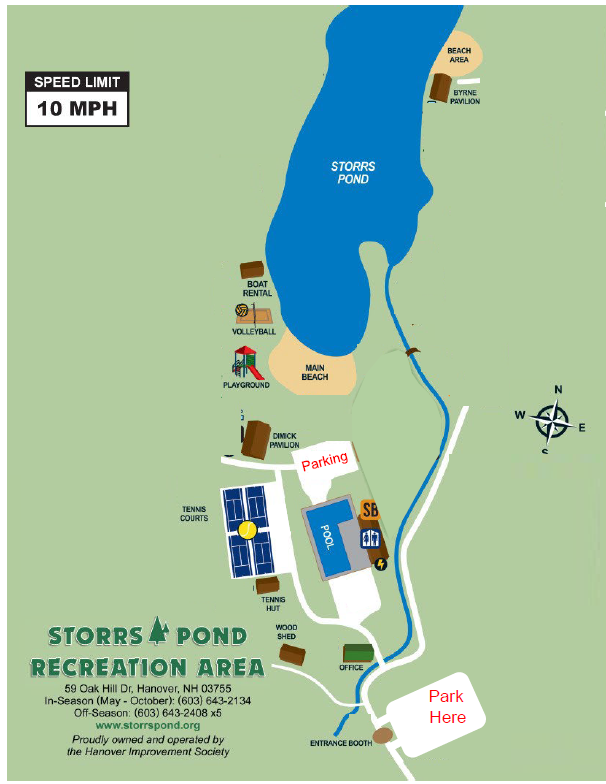 SPEED LIMIT
10 MPH
BEACH
AREA
BYRNE
PAVILION
STORRS
POND
BOAT
RENTAL
VOLLEYBALL
PLAYGROUND
MAIN
BEACH
N
W
E
S
DIMICK
PAVILION
Parking
TENNIS
COURTS
SB
POOL
TENNIS
HUT
WOOD
SHED
OFFICE
STORRS POND
RECREATION AREA
59 Oak Hill Dr, Hanover, NH 03755
In-Season (May - October): (603) 643-2134
Off-Season: (603) 643-2408 x5
www.storrspond.org
Proudly owned and operated by
the Hanover Improvement Society
Park
Here
ENTRANCE BOOTH